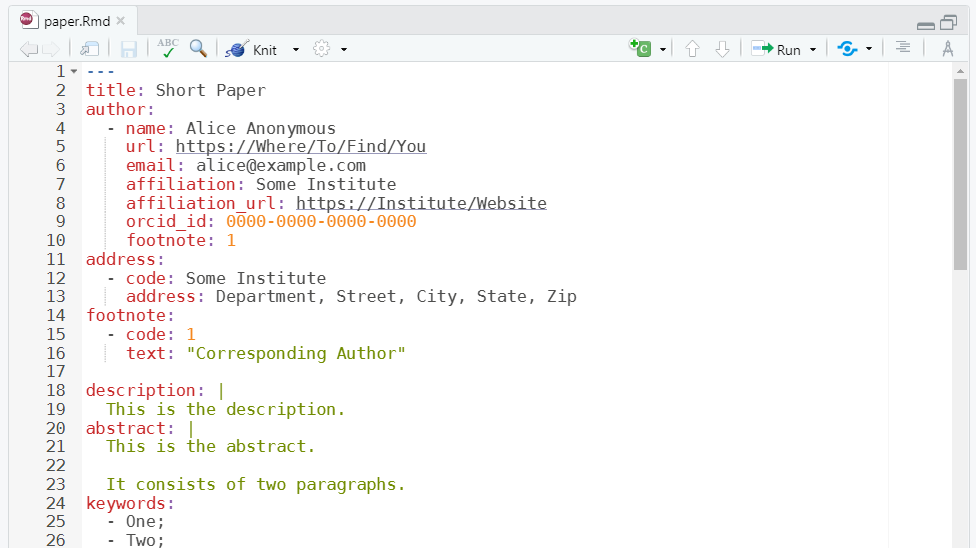 paper.Rmd
ABC Knit C Run
1 ---
2 title: Short Paper
3 author:
4   - name: Alice Anonymous
5     url: https://Where/To/Find/You
6     email: alice@example.com
7     affiliation: Some Institute
8     affiliation_url: https://Institute/Website
9     orcid_id: 0000-0000-0000-0000
10     footnote: 1
11 address:
12   - code: Some Institute
13     address: Department, Street, City, State, Zip
14 footnote:
15   - code: 1
16     text: "Corresponding Author"
17
18 description: |
19   This is the description.
20 abstract: |
21   This is the abstract.
22
23   It consists of two paragraphs.
24 keywords:
25   - One;
26   - Two;